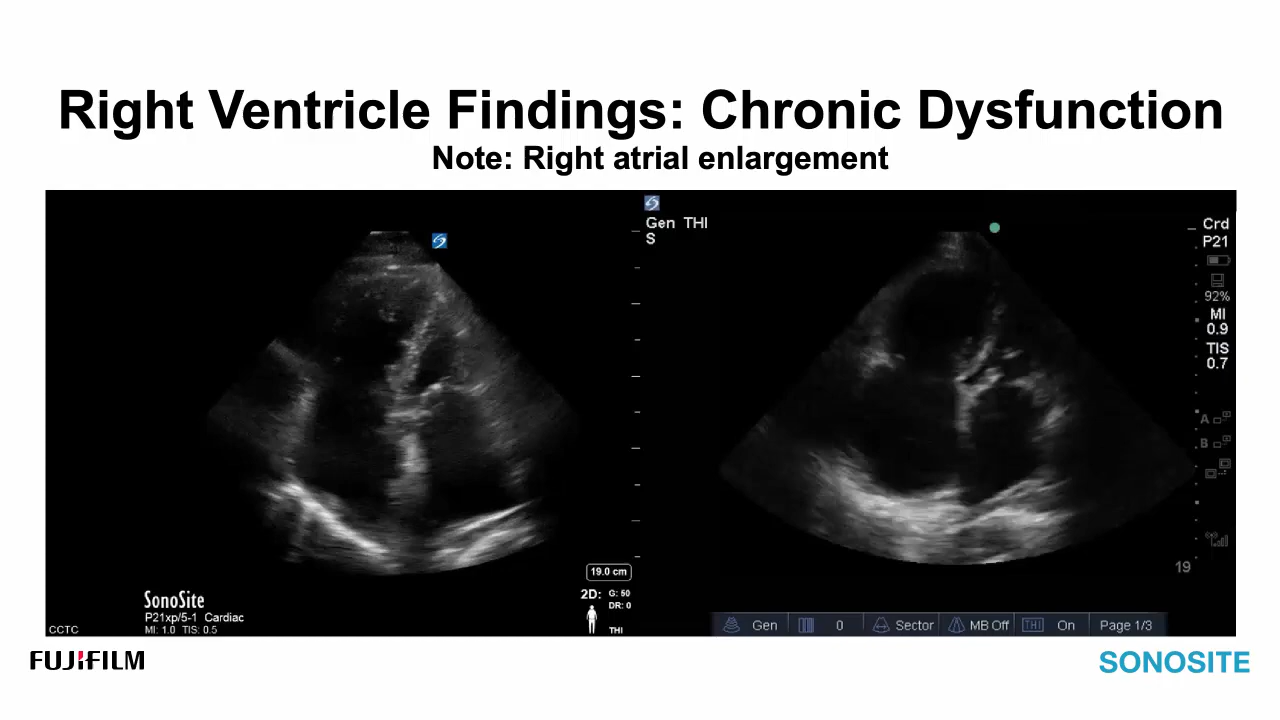 Right Ventricle Findings: Chronic Dysfunction
Note: Right atrial enlargement
Gen THI
S
Crd
P21
92%
MI
0.9
TIS
0.7
A
B
19
19.0 cm
2D: G: 50
DR: 0
THI
SonoSite
P21xp/5-1 Cardiac
MI: 1.0 TIS: 0.5
CCTC
Gen 0 Sector MB Off THI On Page 1/3
FUJIFILM
SONOSITE